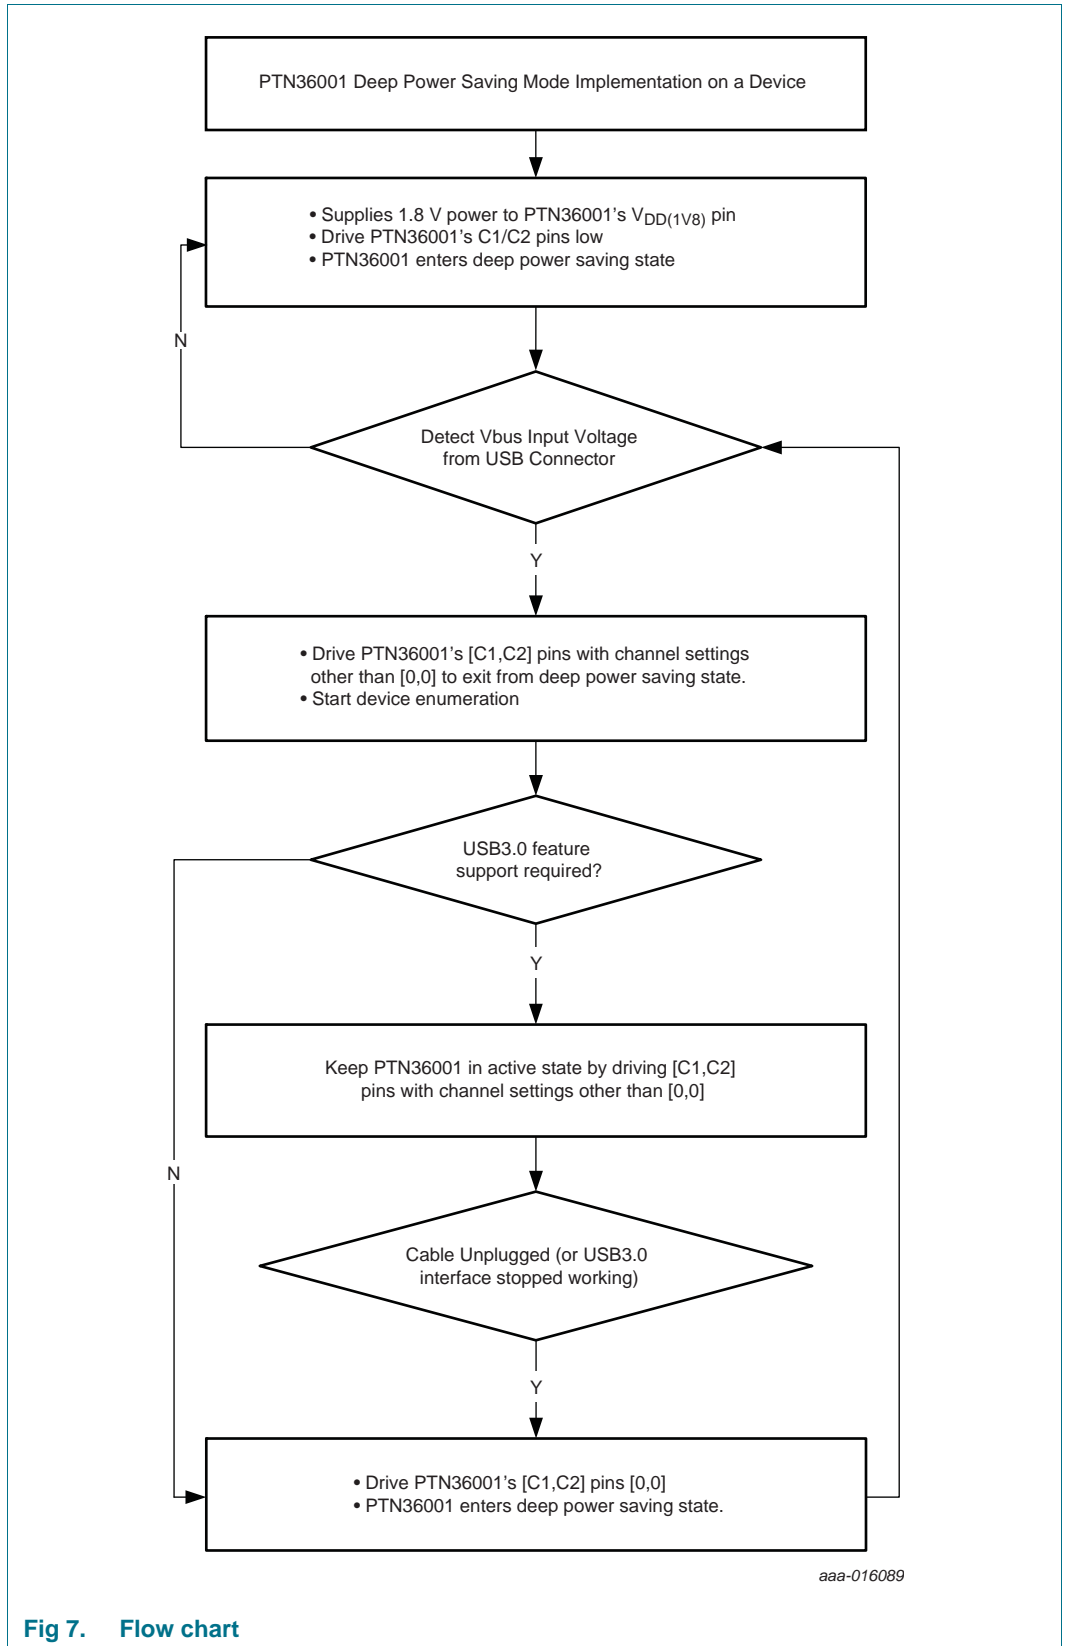 PTN36001 Deep Power Saving Mode Implementation on a Device
• Supplies 1.8 V power to PTN36001's VDD(1V8) pin
• Drive PTN36001's C1/C2 pins low
• PTN36001 enters deep power saving state
N
Detect Vbus Input Voltage
from USB Connector
Y
• Drive PTN36001's [C1,C2] pins with channel settings
other than [0,0] to exit from deep power saving state.
• Start device enumeration
USB3.0 feature
support required?
Y
Keep PTN36001 in active state by driving [C1,C2]
pins with channel settings other than [0,0]
N
Cable Unplugged (or USB3.0
interface stopped working)
Y
• Drive PTN36001's [C1,C2] pins [0,0]
• PTN36001 enters deep power saving state.
aaa-016089
Fig 7. Flow chart